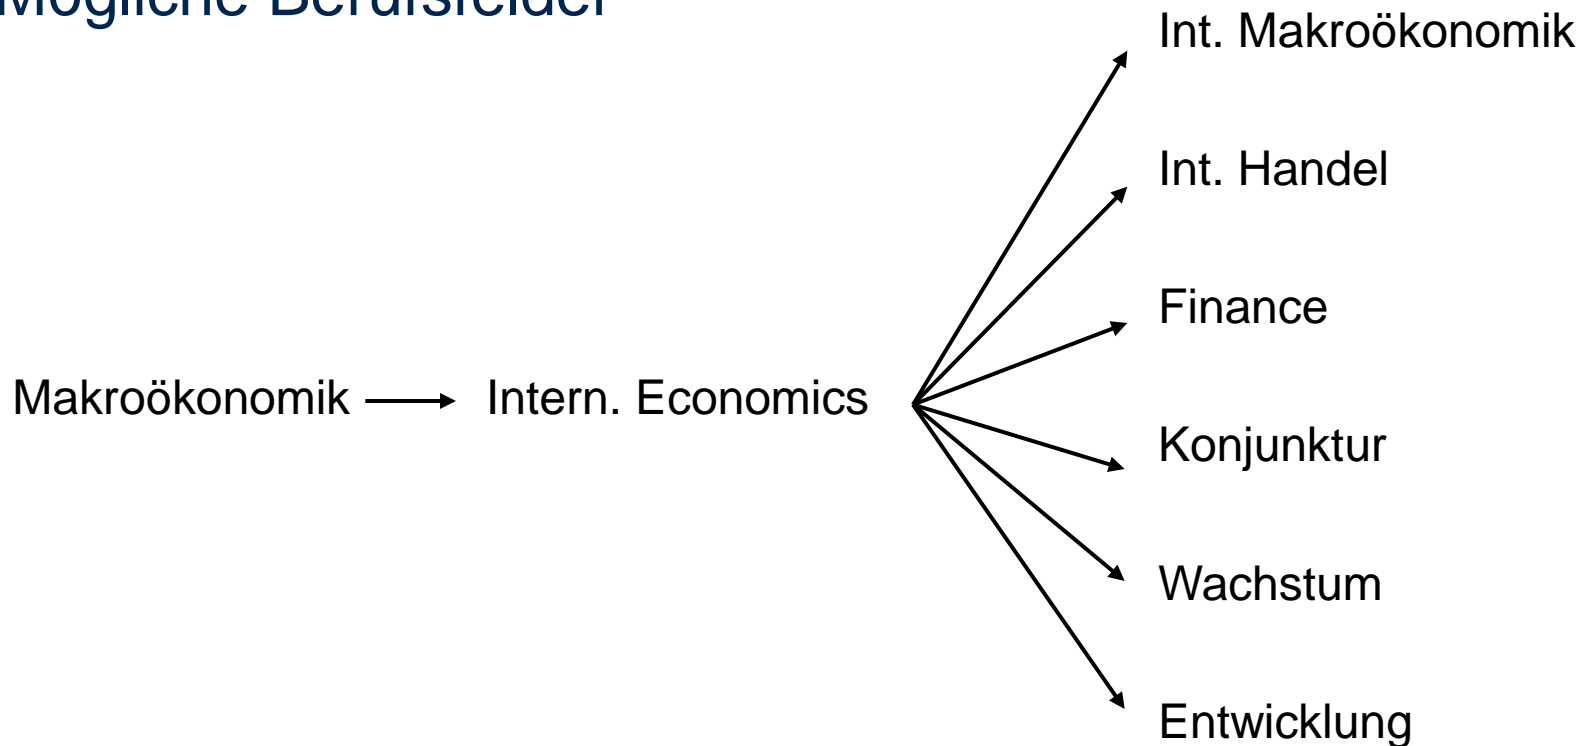 Mögliche Berufsfelder
Int. Makroökonomik
Int. Handel
Finance
Makroökonomik
Intern. Economics
Konjunktur
Wachstum
Entwicklung